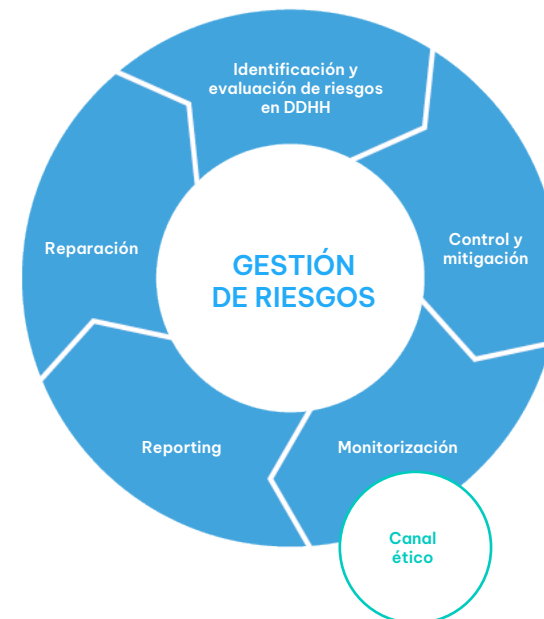 Identificación y
evaluación de riesgos
en DDHH
Control y
mitigación
Reparación
GESTIÓN
DE RIESGOS
Reporting
Monitorización
Canal
ético